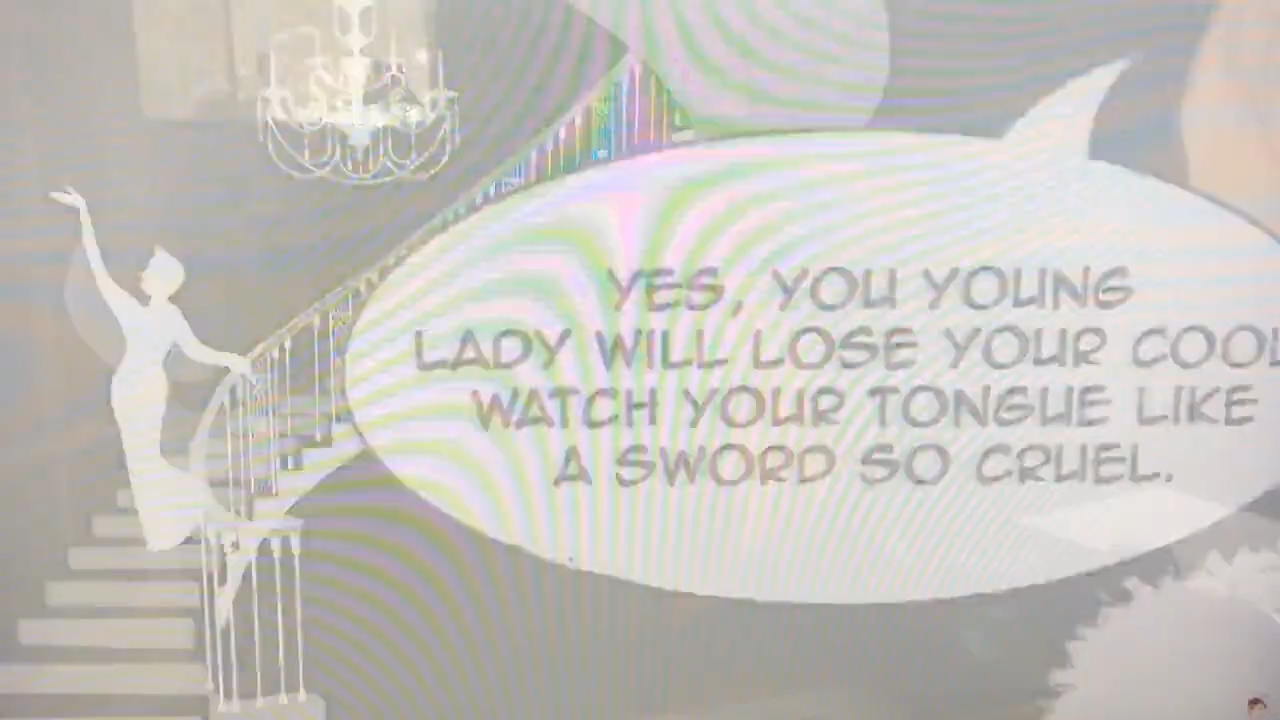 YES, YOU YOUNG
LADY WILL LOSE YOUR COOL
WATCH YOUR TONGUE LIKE
A SWORD SO CRUEL.